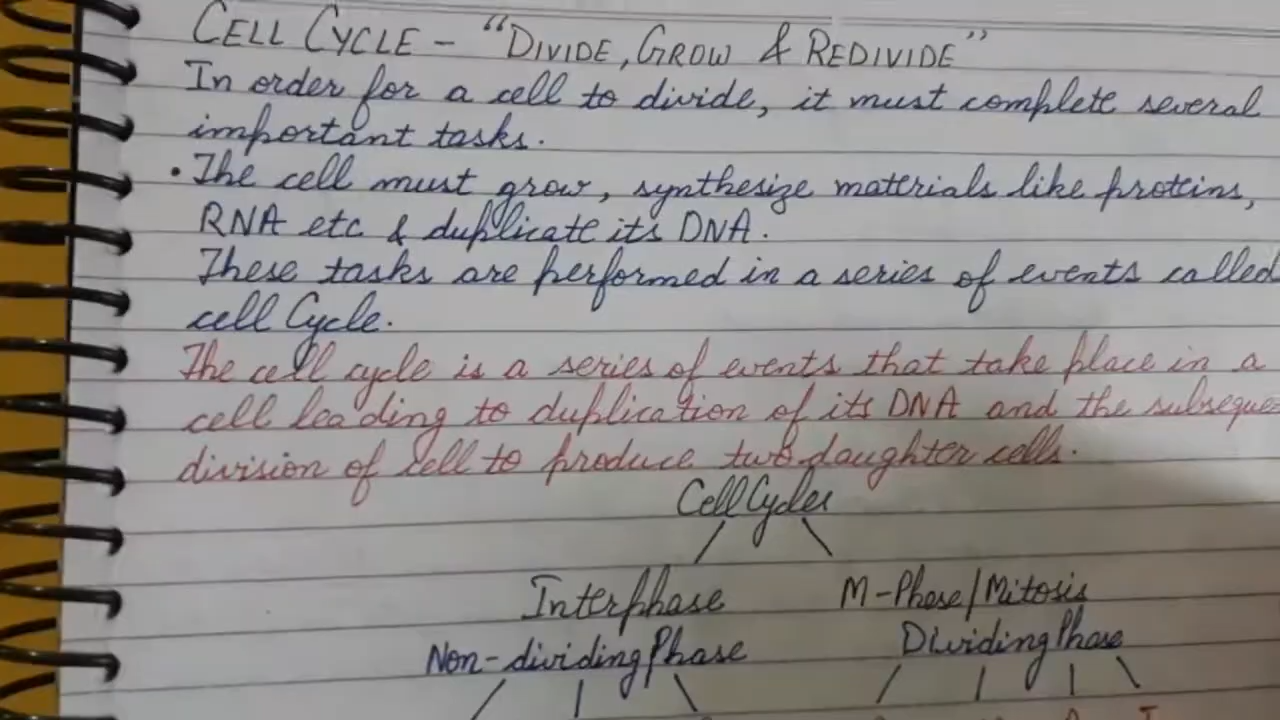 CELL CYCLE - "DIVIDE, GROW & REDIVIDE"
In order for a cell to divide, it must complete several
important tasks.
• The cell must grow, synthesize materials like proteins,
RNA etc & duplicate its DNA.
These tasks are performed in a series of events called
cell Cycle.
The cell cycle is a series of events that take place in a
cell leading to duplication of its DNA and the subseque
division of cell to produce two daughter cells.
Cell Cycle
Interphase M-Phase/Mitosis
Non-dividing Phase Dividing Phase